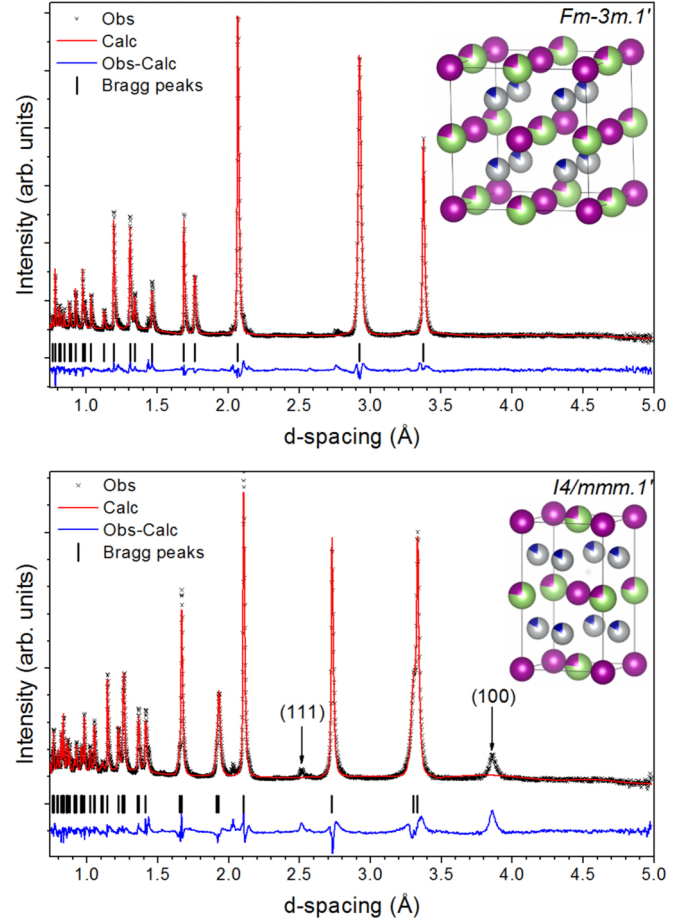 Fm-3m.1'
Obs
Calc
Obs-Calc
Bragg peaks
Intensity (arb. units)
1.0 1.5 2.0 2.5 3.0 3.5 4.0 4.5 5.0
d-spacing (Å)
I4/mmm.1'
Obs
Calc
Obs-Calc
Bragg peaks
(100)
(111)
Intensity (arb. units)
1.0 1.5 2.0 2.5 3.0 3.5 4.0 4.5 5.0
d-spacing (Å)